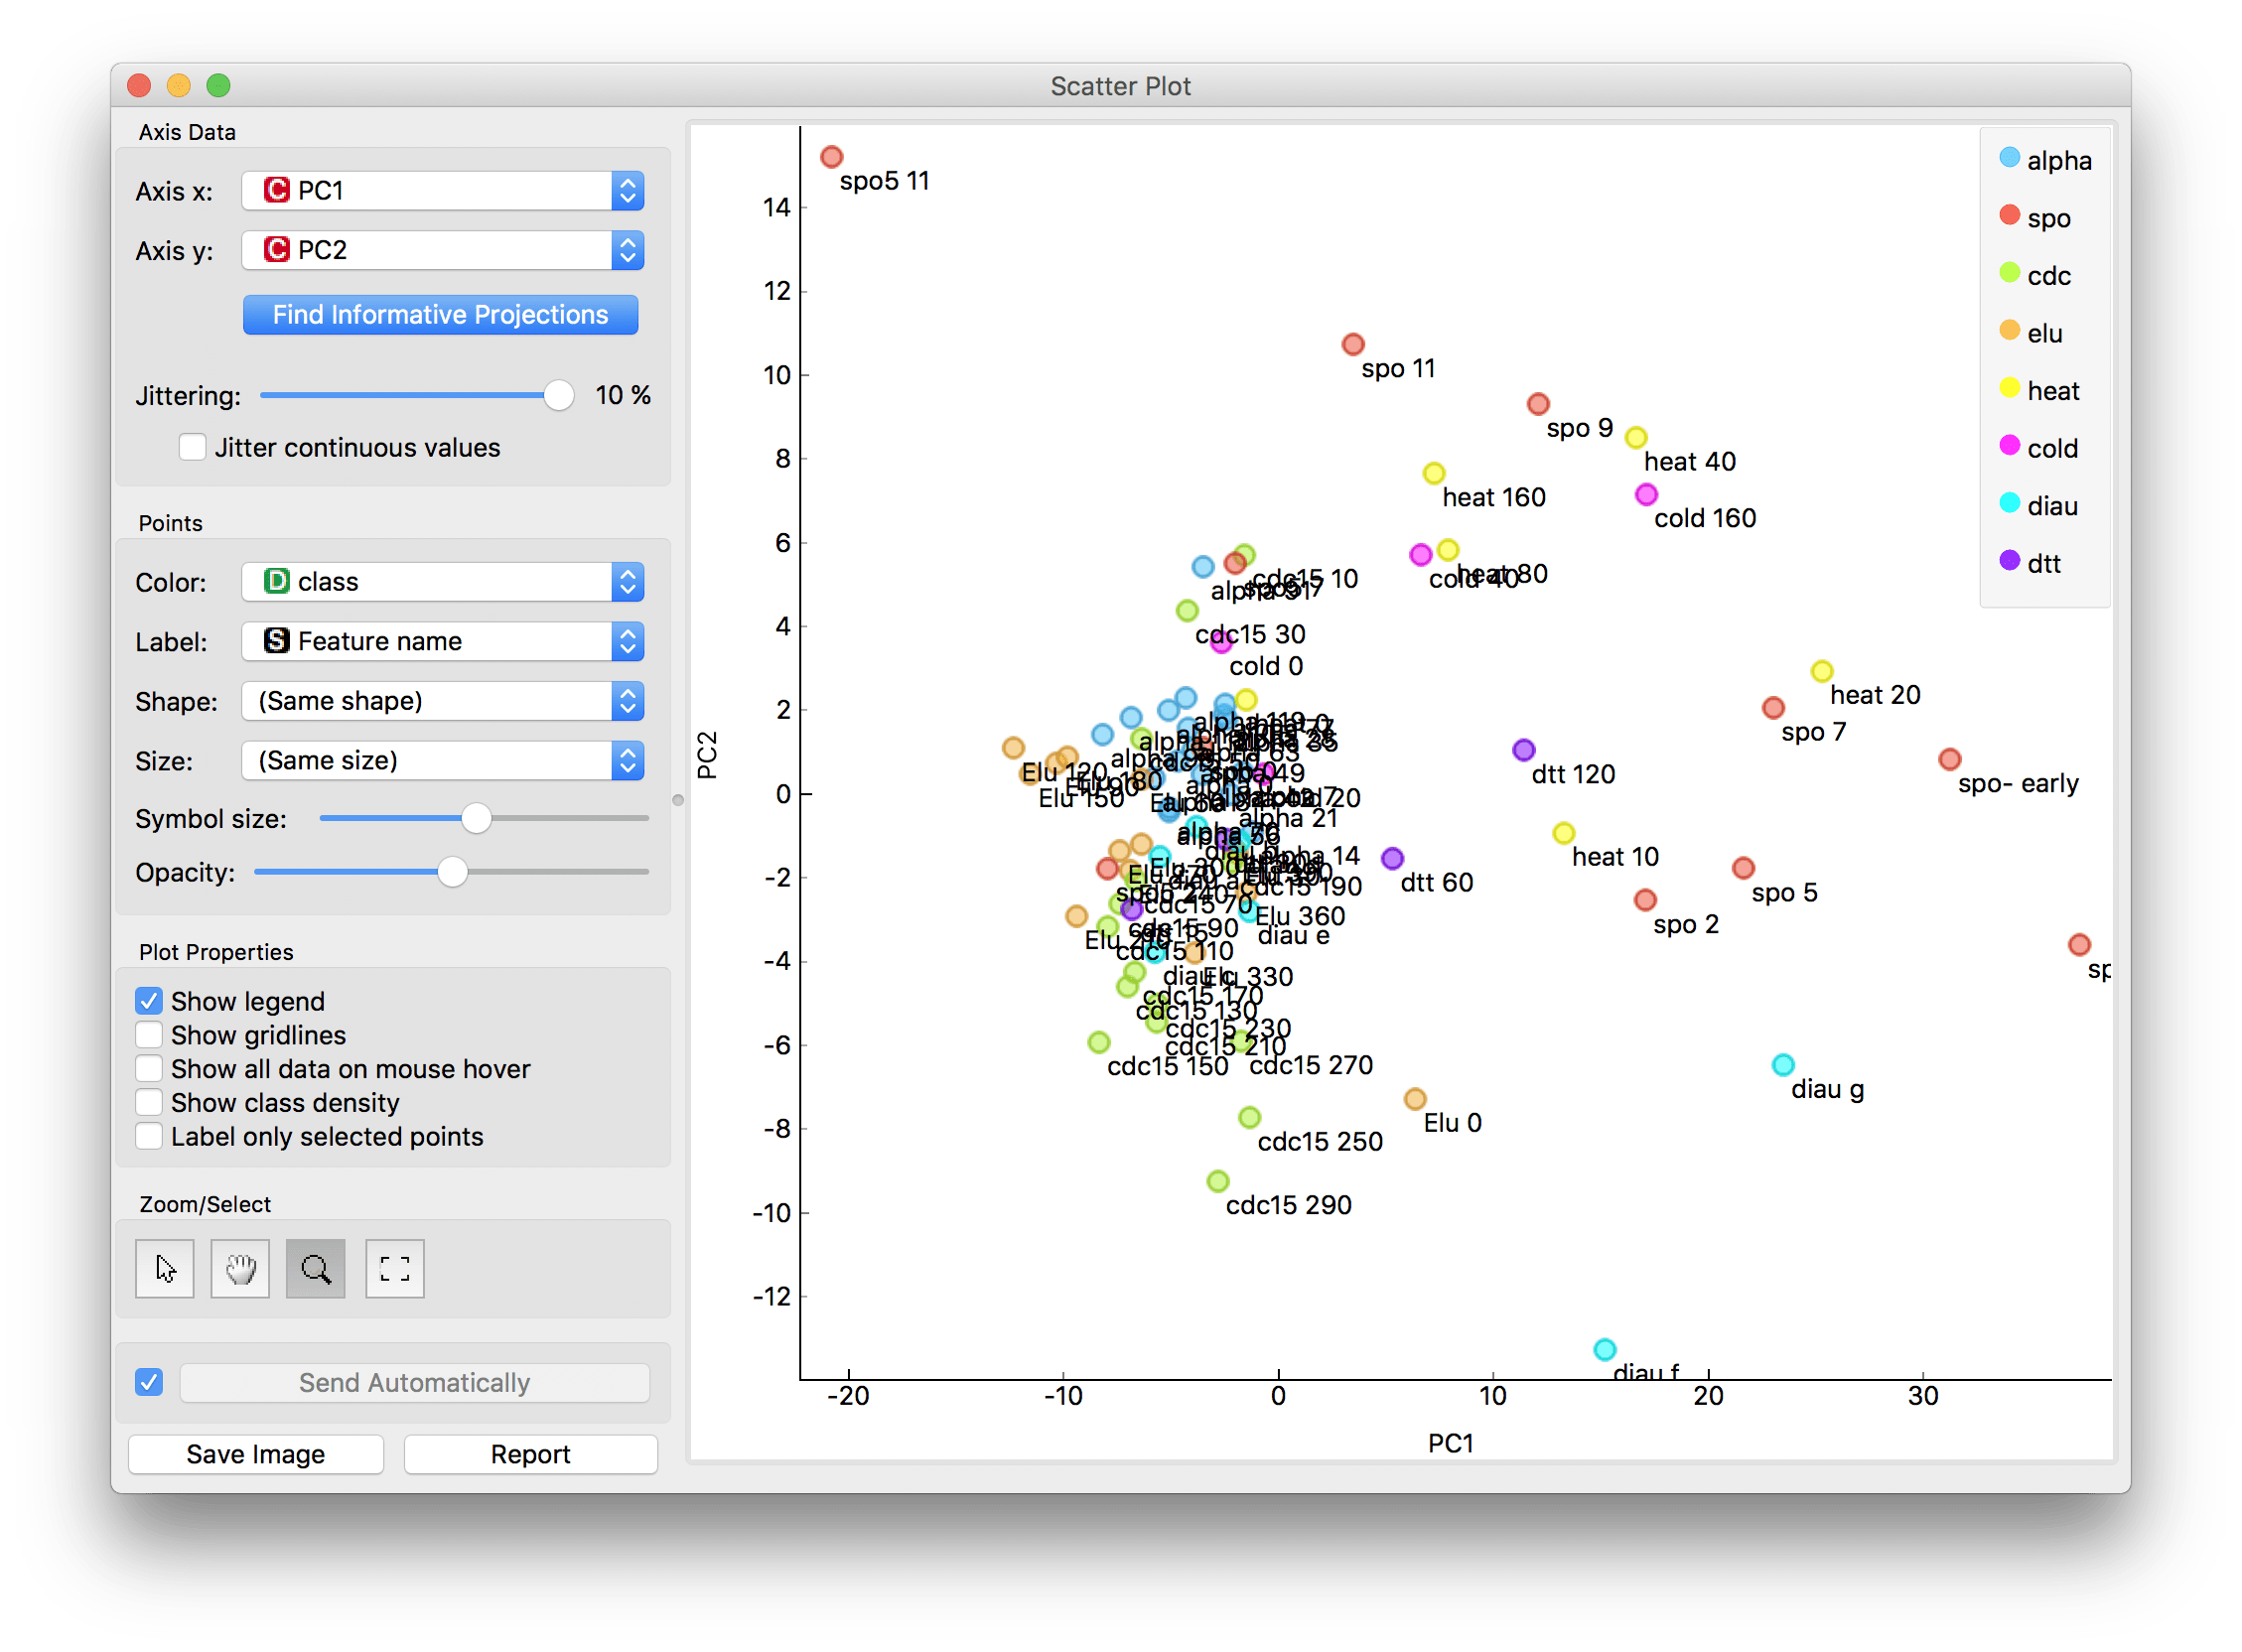 Scatter Plot
Axis Data
Axis x: C PC1
Axis y: C PC2
Find Informative Projections
Jittering: 10 %
Jitter continuous values
Points
Color: D class
Label: S Feature name
Shape: (Same shape)
Size: (Same size)
Symbol size:
Opacity:
Plot Properties
Show legend
Show gridlines
Show all data on mouse hover
Show class density
Label only selected points
Zoom/Select
Send Automatically
Save Image
Report
PC2
14
12
10
8
6
4
2
0
-2
-4
-6
-8
-10
-12
-20
-10
0
10
20
30
PC1
alpha
spo
cdc
elu
heat
cold
diau
dtt
spo5 11
spo 11
spo 9
heat 40
heat 160
cold 160
cold 40
heat 80
cdc15 10
cdc15 30
cold 0
heat 20
spo 7
spo- early
dtt 120
heat 10
dtt 60
spo 5
spo 2
alpha 119
Elu 120
Elu 150
alpha 21
alpha 14
cdc15 190
cdc15 70
Elu 360
cdc15 90
diau e
cdc15 110
Elu 330
cdc15 170
cdc15 130
cdc15 230
cdc15 210
cdc15 150
cdc15 270
diau g
Elu 0
cdc15 250
cdc15 290
diau f